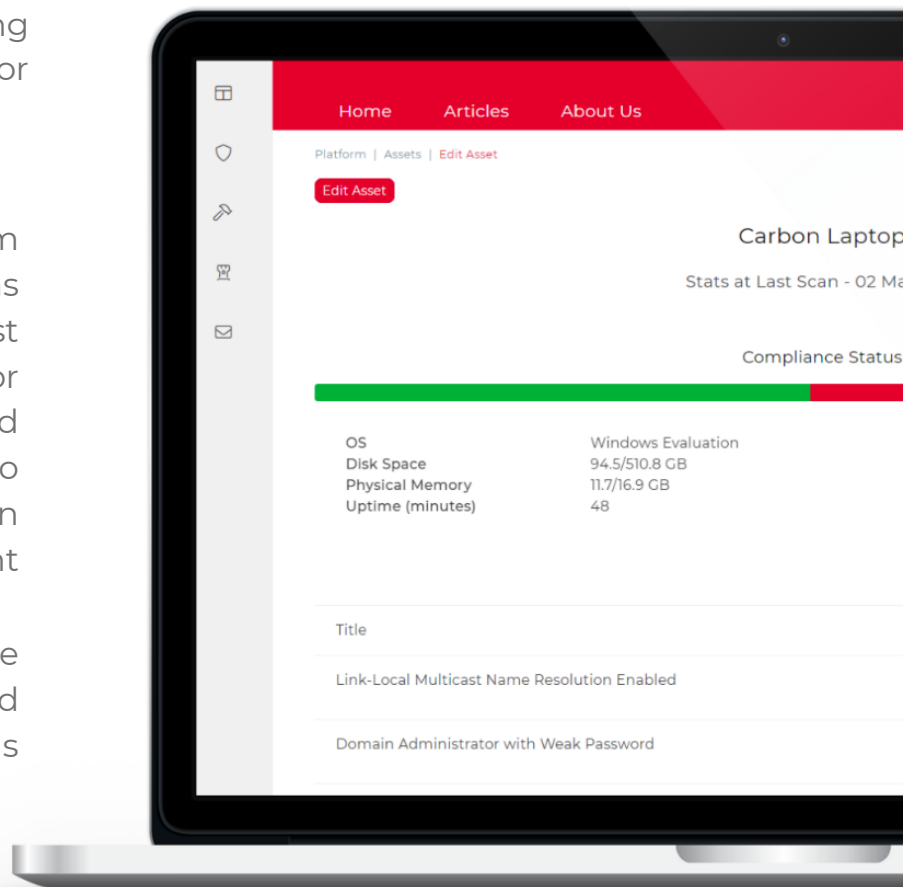 Home Articles About Us
Platform | Assets | Edit Asset
Edit Asset
Carbon Laptop
Stats at Last Scan - 02
Compliance Status
OS Windows Evaluation
Disk Space 94.5/510.8 GB
Physical Memory 11.7/16.9 GB
Uptime (minutes) 48
Title
Link-Local Multicast Name Resolution Enabled
Domain Administrator with Weak Password